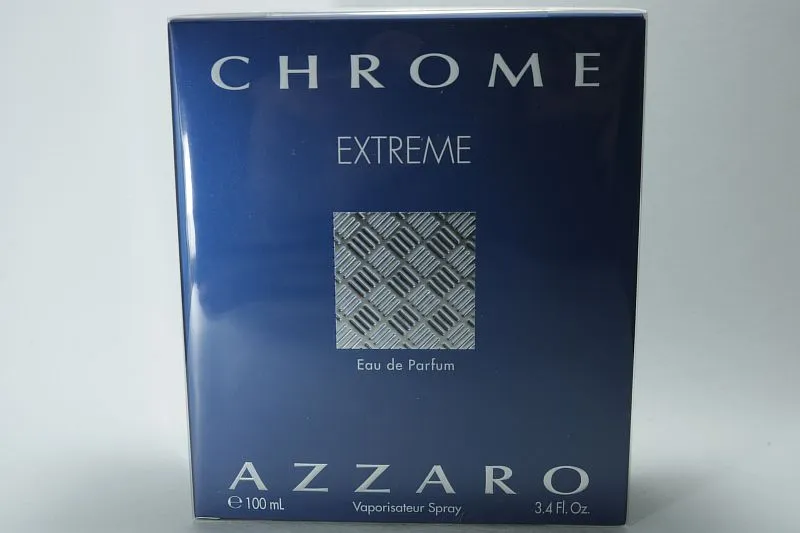 CHROME
EXTREME
Eau de Parfum
AZZARO
℮ 100 mL Vaporisateur Spray 3.4 Fl. Oz.